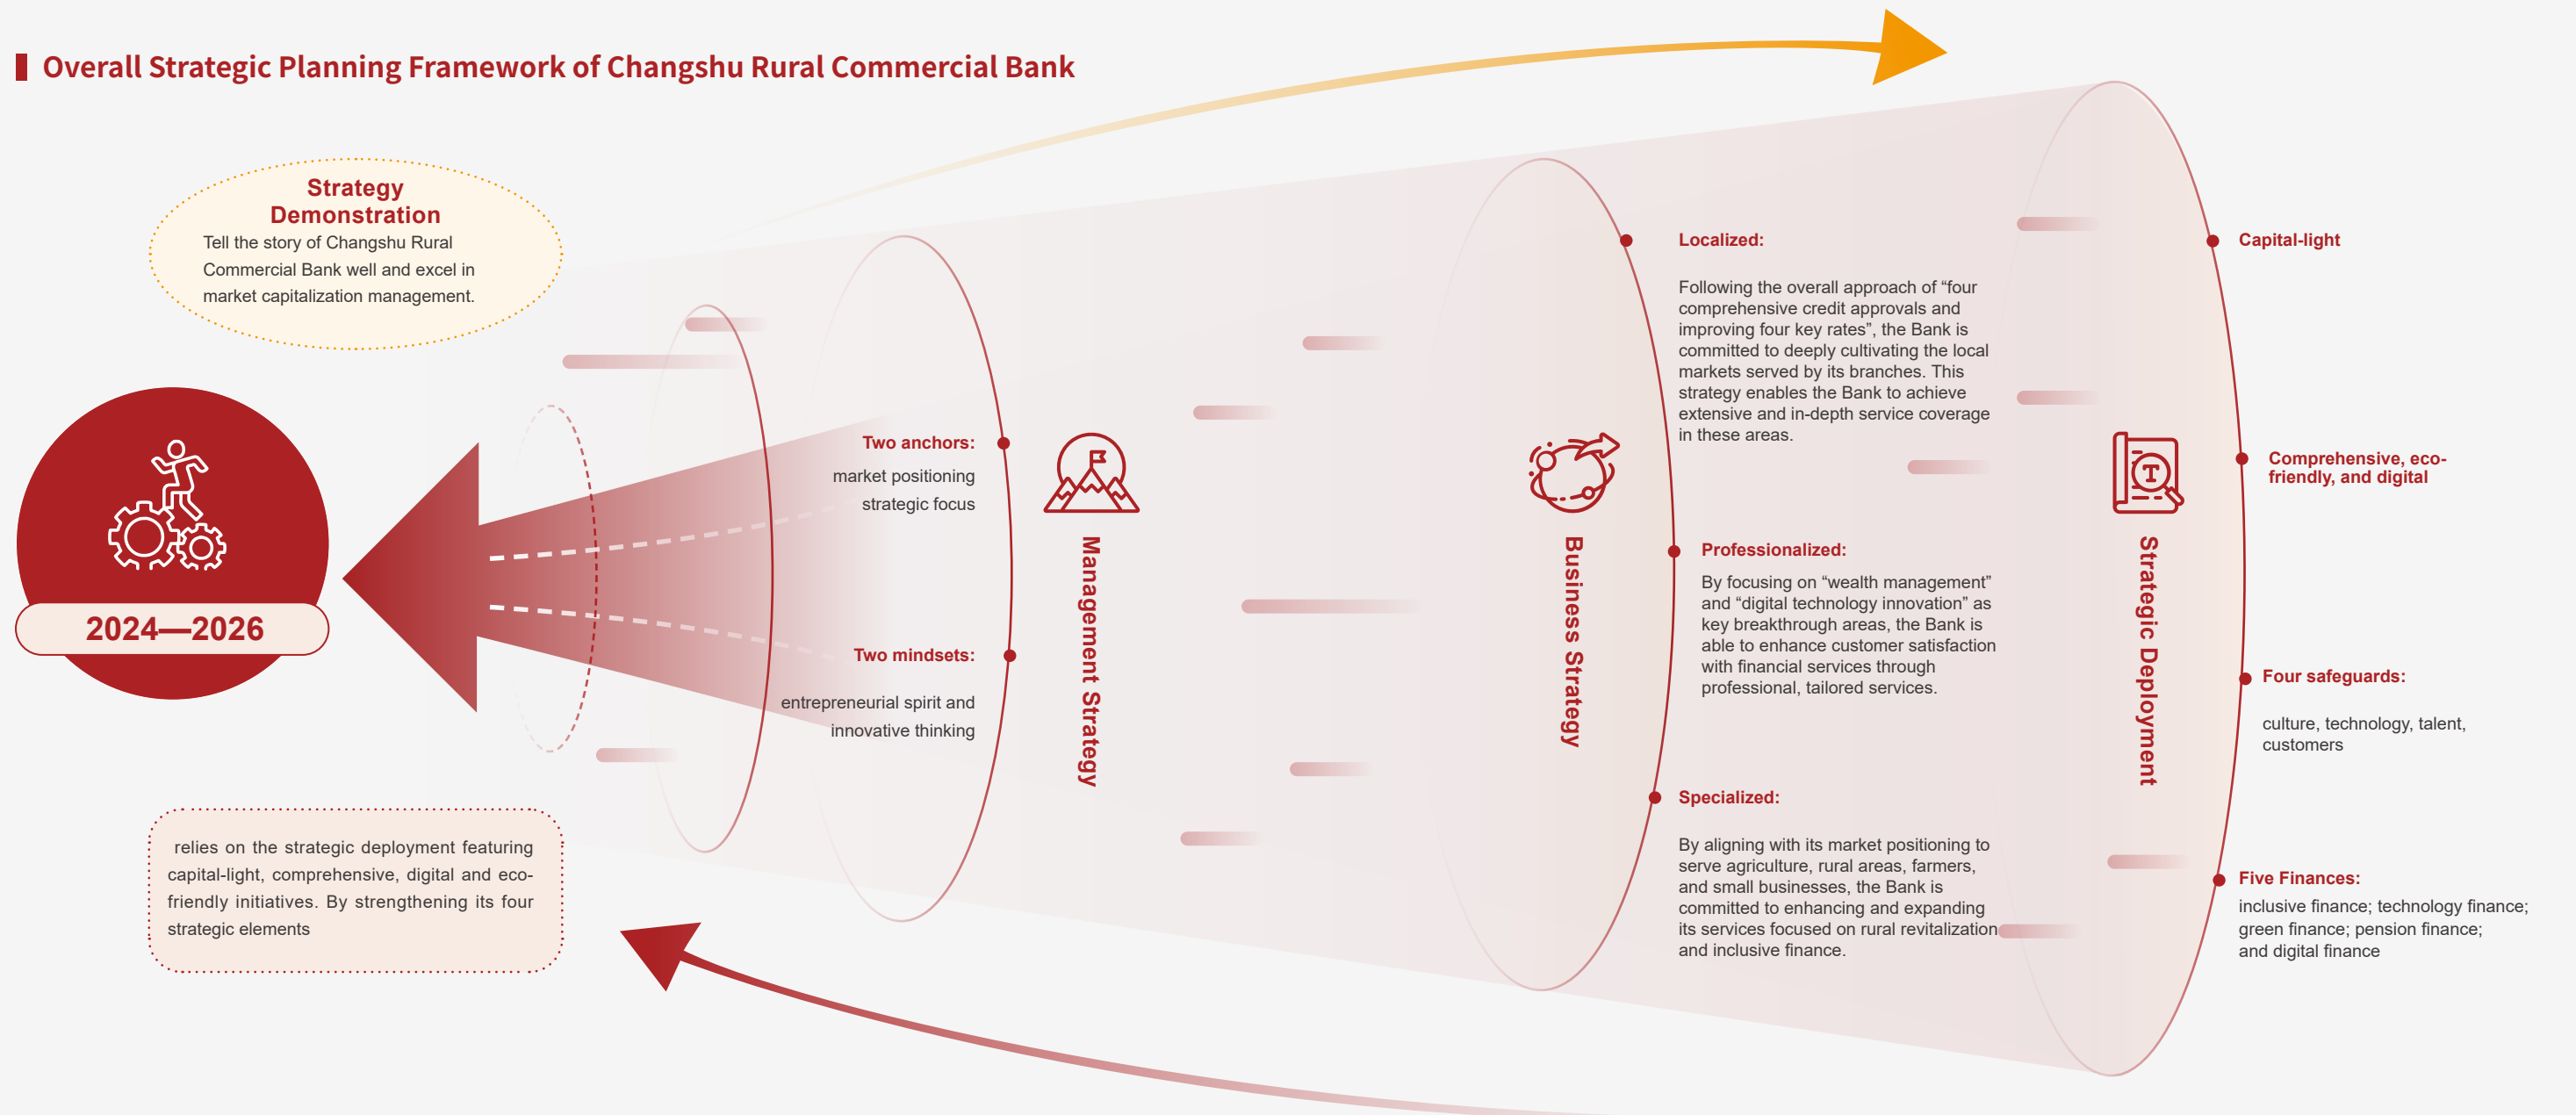 Overall Strategic Planning Framework of Changshu Rural Commercial Bank
Strategy
Demonstration
Tell the story of Changshu Rural
Commercial Bank well and excel in
market capitalization management.
2024—2026
relies on the strategic deployment featuring
capital-light, comprehensive, digital and eco-
friendly initiatives. By strengthening its four
strategic elements
Two anchors:
market positioning
strategic focus
Two mindsets:
entrepreneurial spirit and
innovative thinking
Management Strategy
Business Strategy
Localized:
Following the overall approach of “four
comprehensive credit approvals and
improving four key rates”, the Bank is
committed to deeply cultivating the local
markets served by its branches. This
strategy enables the Bank to achieve
extensive and in-depth service coverage
in these areas.
Professionalized:
By focusing on “wealth management”
and “digital technology innovation” as
key breakthrough areas, the Bank is
able to enhance customer satisfaction
with financial services through
professional, tailored services.
Specialized:
By aligning with its market positioning to
serve agriculture, rural areas, farmers,
and small businesses, the Bank is
committed to enhancing and expanding
its services focused on rural revitalization
and inclusive finance.
T
Strategic Deployment
Capital-light
Comprehensive, eco-
friendly, and digital
Four safeguards:
culture, technology, talent,
customers
Five Finances:
inclusive finance; technology finance;
green finance; pension finance;
and digital finance